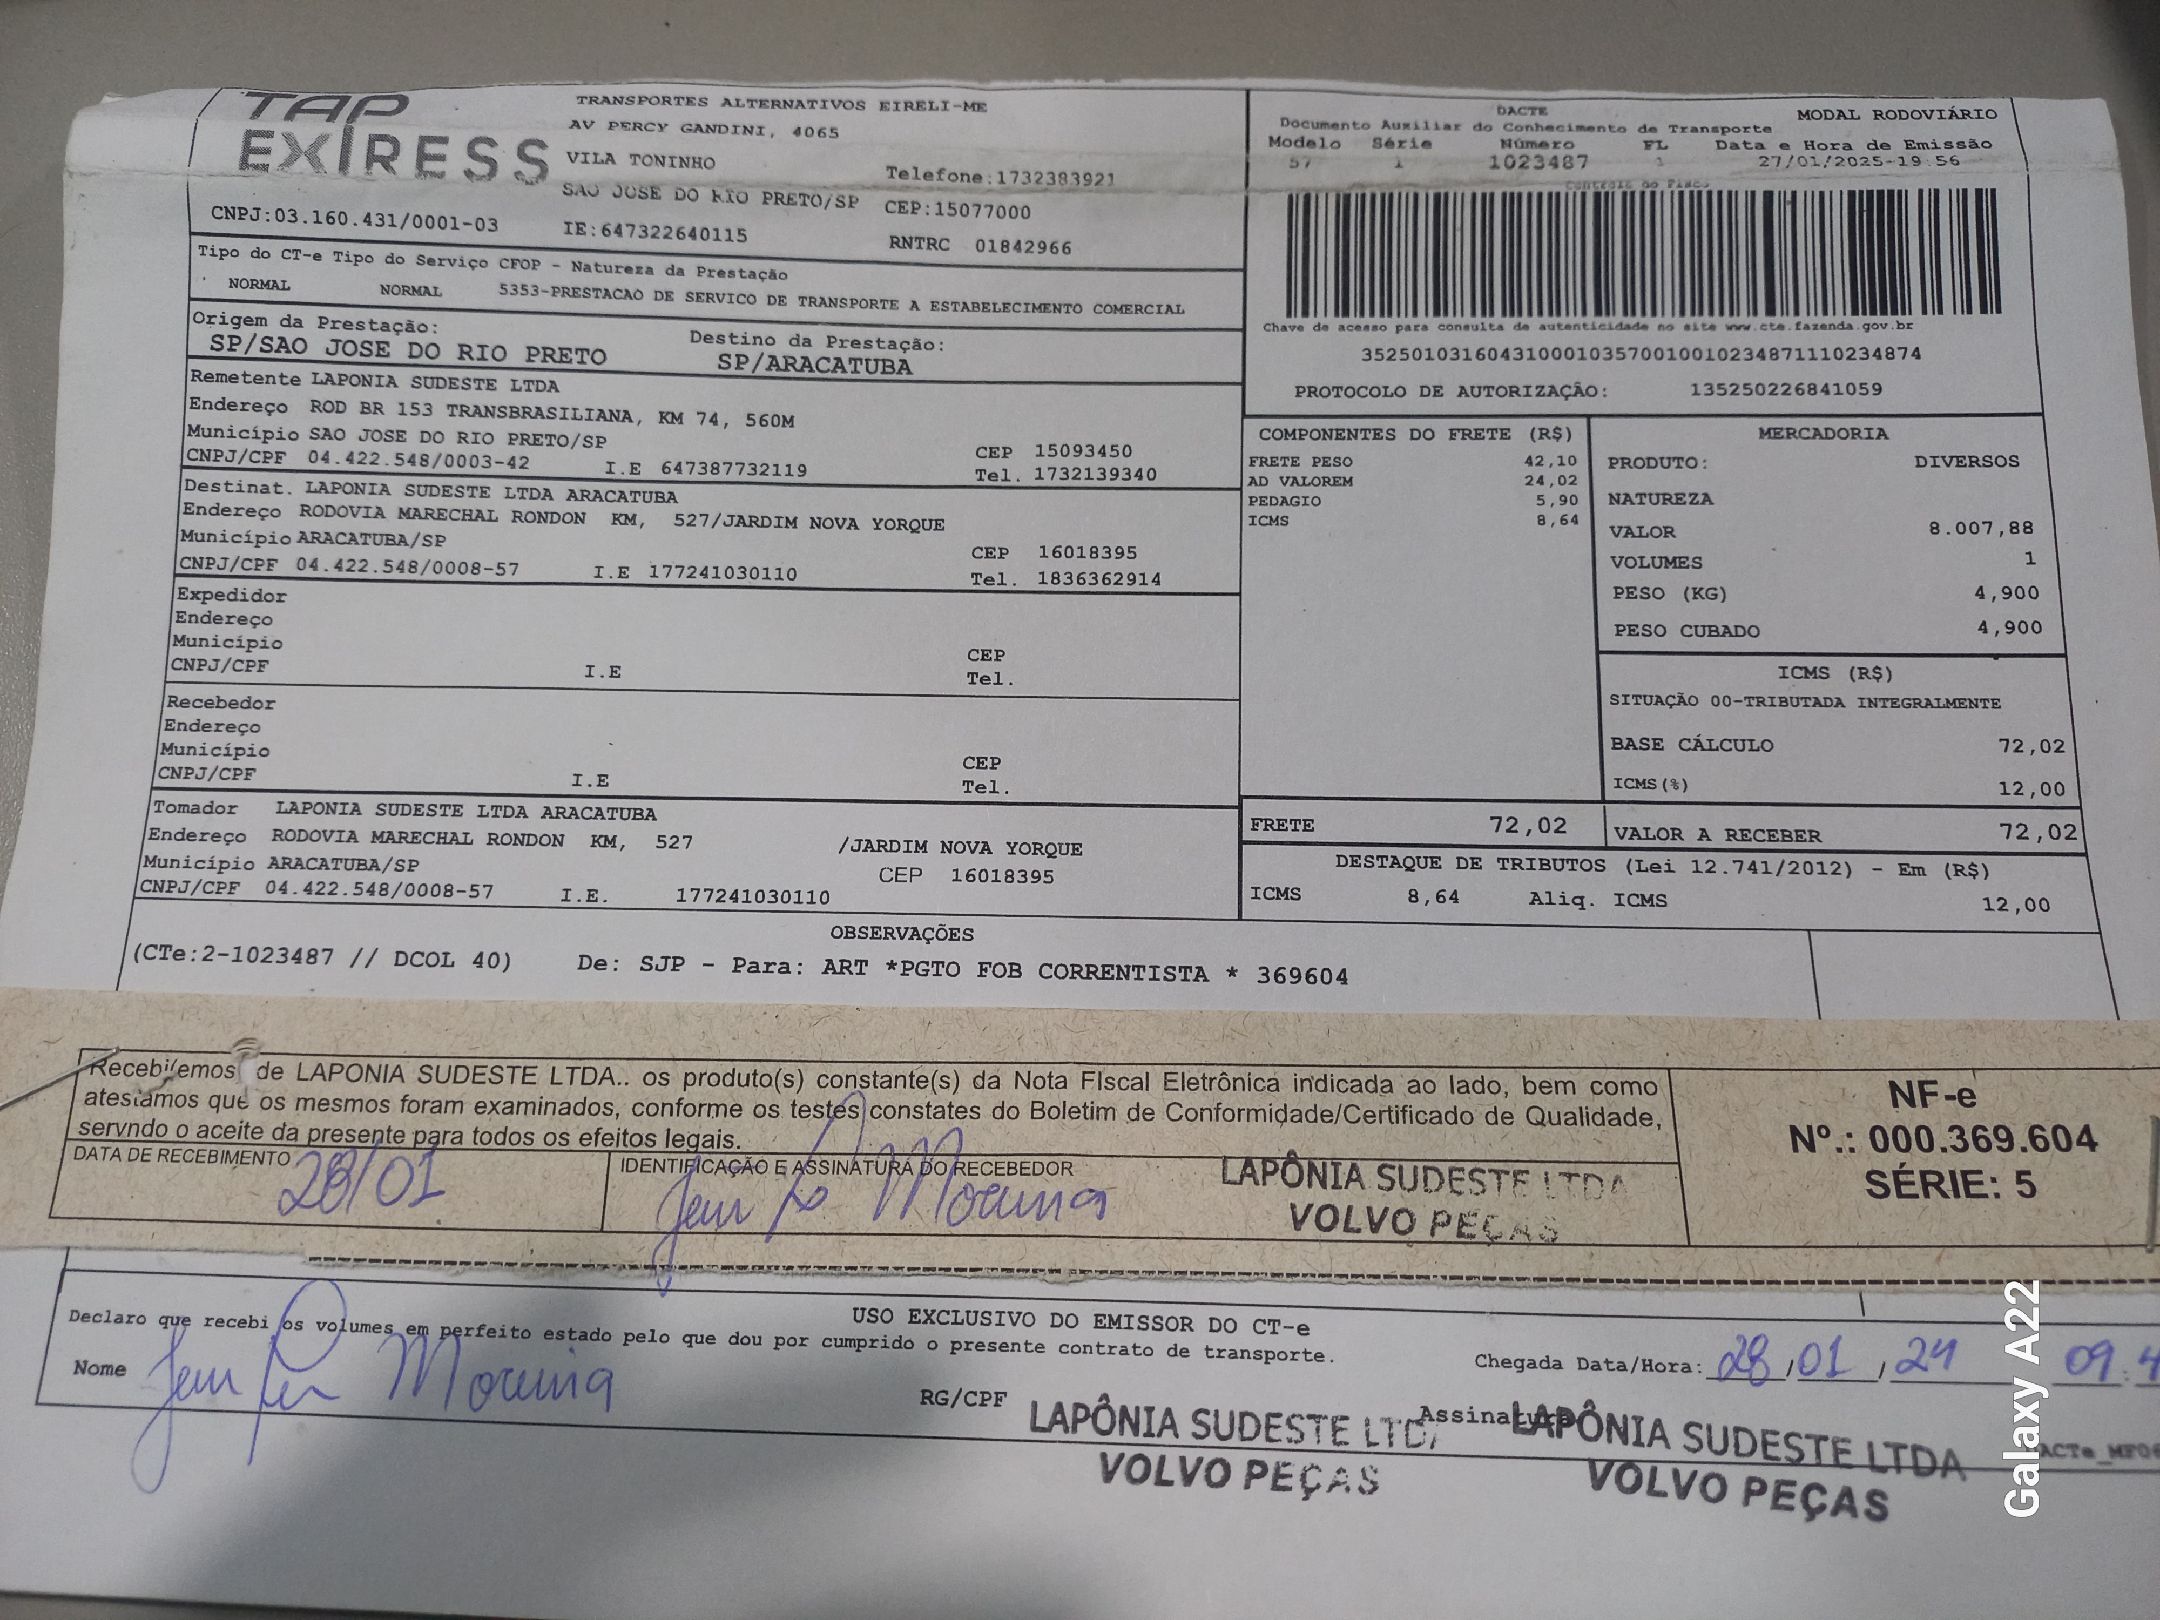 TAP
EXPRESS
TRANSPORTES ALTERNATIVOS EIRELI-ME
AV PERCY GANDINI, 4065
VILA TONINHO
Telefone:1732383921
SAO JOSE DO RIO PRETO/SP CEP:15077000
CNPJ:03.160.431/0001-03 IE:647322640115 RNTRC 01842966
DACTE MODAL RODOVIÁRIO
Documento Auxiliar do Conhecimento de Transporte
Modelo Série Número FL Data e Hora de Emissão
57 1 1023487 1 27/01/2025-19:56
Controle do Fisco
Chave de acesso para consulta de autenticidade no site www.cte.fazenda.gov.br
35250103160431000103570010010234871110234874
PROTOCOLO DE AUTORIZAÇÃO: 135250226841059
Tipo do CT-e Tipo do Serviço CFOP - Natureza da Prestação
NORMAL NORMAL 5353-PRESTACAO DE SERVICO DE TRANSPORTE A ESTABELECIMENTO COMERCIAL
Origem da Prestação: Destino da Prestação:
SP/SAO JOSE DO RIO PRETO SP/ARACATUBA
Remetente LAPONIA SUDESTE LTDA
Endereço ROD BR 153 TRANSBRASILIANA, KM 74, 560M
Município SAO JOSE DO RIO PRETO/SP CEP 15093450
CNPJ/CPF 04.422.548/0003-42 I.E 647387732119 Tel. 1732139340
Destinat. LAPONIA SUDESTE LTDA ARACATUBA
Endereço RODOVIA MARECHAL RONDON KM, 527/JARDIM NOVA YORQUE
Município ARACATUBA/SP CEP 16018395
CNPJ/CPF 04.422.548/0008-57 I.E 177241030110 Tel. 1836362914
Expedidor
Endereço
Município CEP
CNPJ/CPF I.E Tel.
Recebedor
Endereço
Município CEP
CNPJ/CPF I.E Tel.
Tomador LAPONIA SUDESTE LTDA ARACATUBA
Endereço RODOVIA MARECHAL RONDON KM, 527 /JARDIM NOVA YORQUE
Município ARACATUBA/SP CEP 16018395
CNPJ/CPF 04.422.548/0008-57 I.E. 177241030110
COMPONENTES DO FRETE (R$)
FRETE PESO 42,10
AD VALOREM 24,02
PEDAGIO 5,90
ICMS 8,64
MERCADORIA
PRODUTO: DIVERSOS
NATUREZA
VALOR 8.007,88
VOLUMES 1
PESO (KG) 4,900
PESO CUBADO 4,900
ICMS (R$)
SITUAÇÃO 00-TRIBUTADA INTEGRALMENTE
BASE CÁLCULO 72,02
ICMS(%) 12,00
FRETE 72,02 VALOR A RECEBER 72,02
DESTAQUE DE TRIBUTOS (Lei 12.741/2012) - Em (R$)
ICMS 8,64 Aliq. ICMS 12,00
OBSERVAÇÕES
(CTe:2-1023487 // DCOL 40) De: SJP - Para: ART *PGTO FOB CORRENTISTA * 369604
Recebi/emos de LAPONIA SUDESTE LTDA.. os produto(s) constante(s) da Nota FIscal Eletrônica indicada ao lado, bem como
atestamos que os mesmos foram examinados, conforme os testes constates do Boletim de Conformidade/Certificado de Qualidade,
servndo o aceite da presente para todos os efeitos legais.
DATA DE RECEBIMENTO 28/01
IDENTIFICAÇÃO E ASSINATURA DO RECEBEDOR
LAPÔNIA SUDESTE LTDA
VOLVO PEÇAS
NF-e
Nº.: 000.369.604
SÉRIE: 5
USO EXCLUSIVO DO EMISSOR DO CT-e
Declaro que recebi os volumes em perfeito estado pelo que dou por cumprido o presente contrato de transporte.
Nome
RG/CPF
Chegada Data/Hora: 28/01/24 09:4
Assinatura
LAPÔNIA SUDESTE LTDA
VOLVO PEÇAS
LAPÔNIA SUDESTE LTDA
VOLVO PEÇAS
Galaxy A22